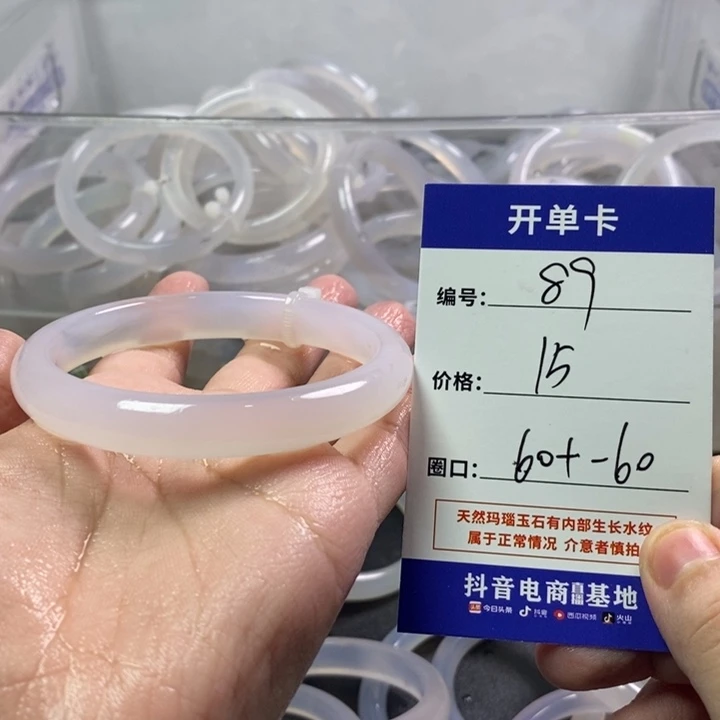 开单卡
编号: 89
价格: 15
圈口: 60+-60
天然玛瑙玉石有内部生长水纹
属于正常情况 介意者慎拍
抖音电商直播基地
头条 今日头条 抖音 西瓜视频 火山